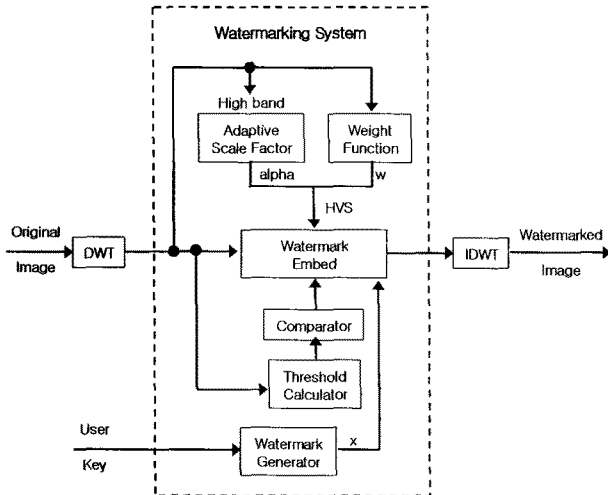 Watermarking System
High band
Adaptive
Scale Factor
Weight
Function
alpha
w
HVS
Original
Image
DWT
Watermark
Embed
IDWT
Watermarked
Image
Comparator
Threshold
Calculator
User
Key
Watermark
Generator
x